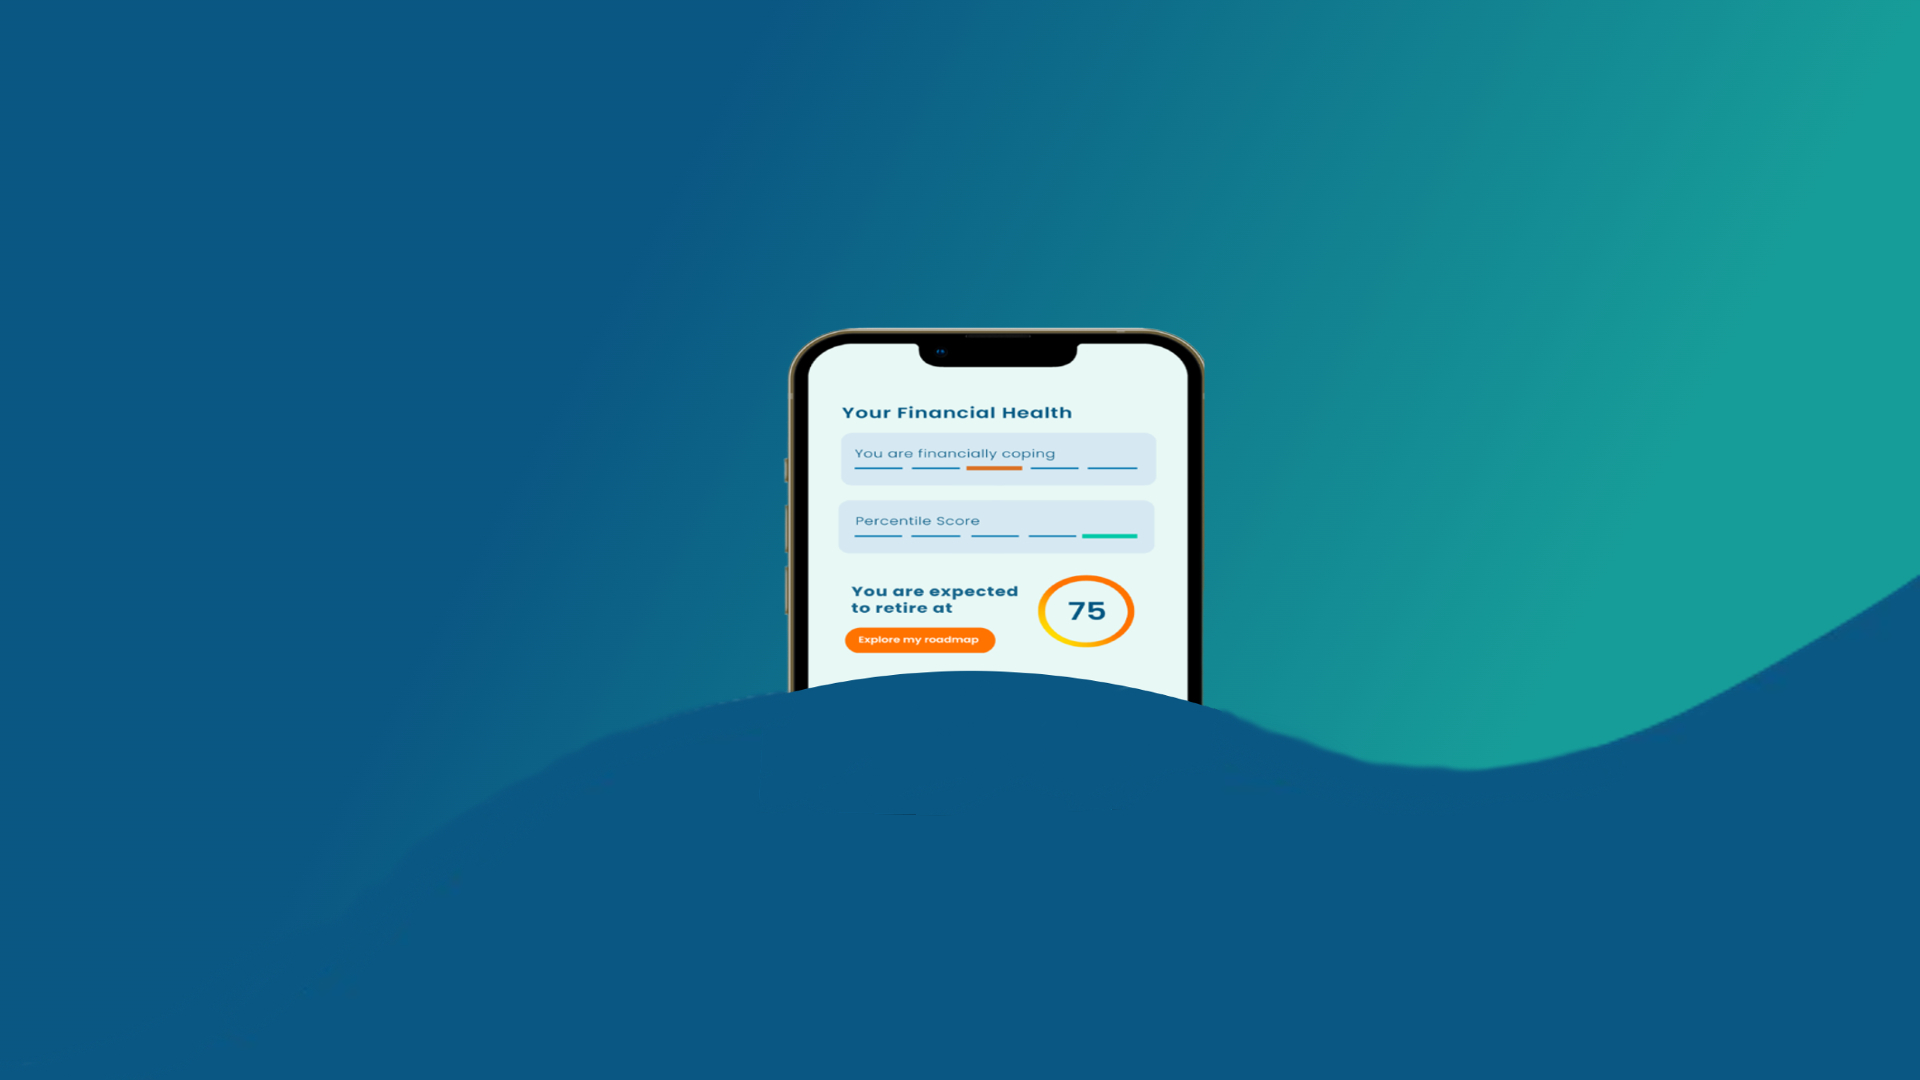 Your Financial Health
You are financially coping
Percentile Score
You are expected
to retire at
75
Explore my roadmap